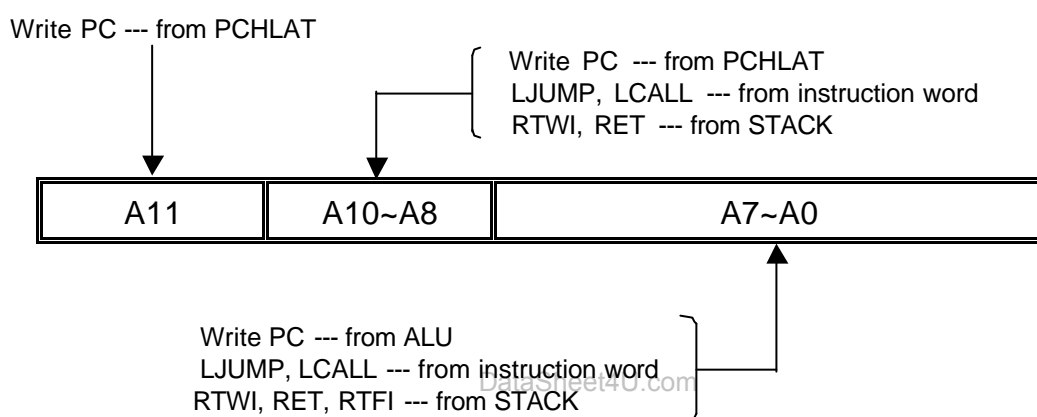 Write PC --- from PCHLAT
Write PC --- from PCHLAT
LJUMP, LCALL --- from instruction word
RTWI, RET --- from STACK
A11
A10~A8
A7~A0
Write PC --- from ALU
LJUMP, LCALL --- from instruction word
DataSheet4U.com
RTWI, RET, RTFI --- from STACK